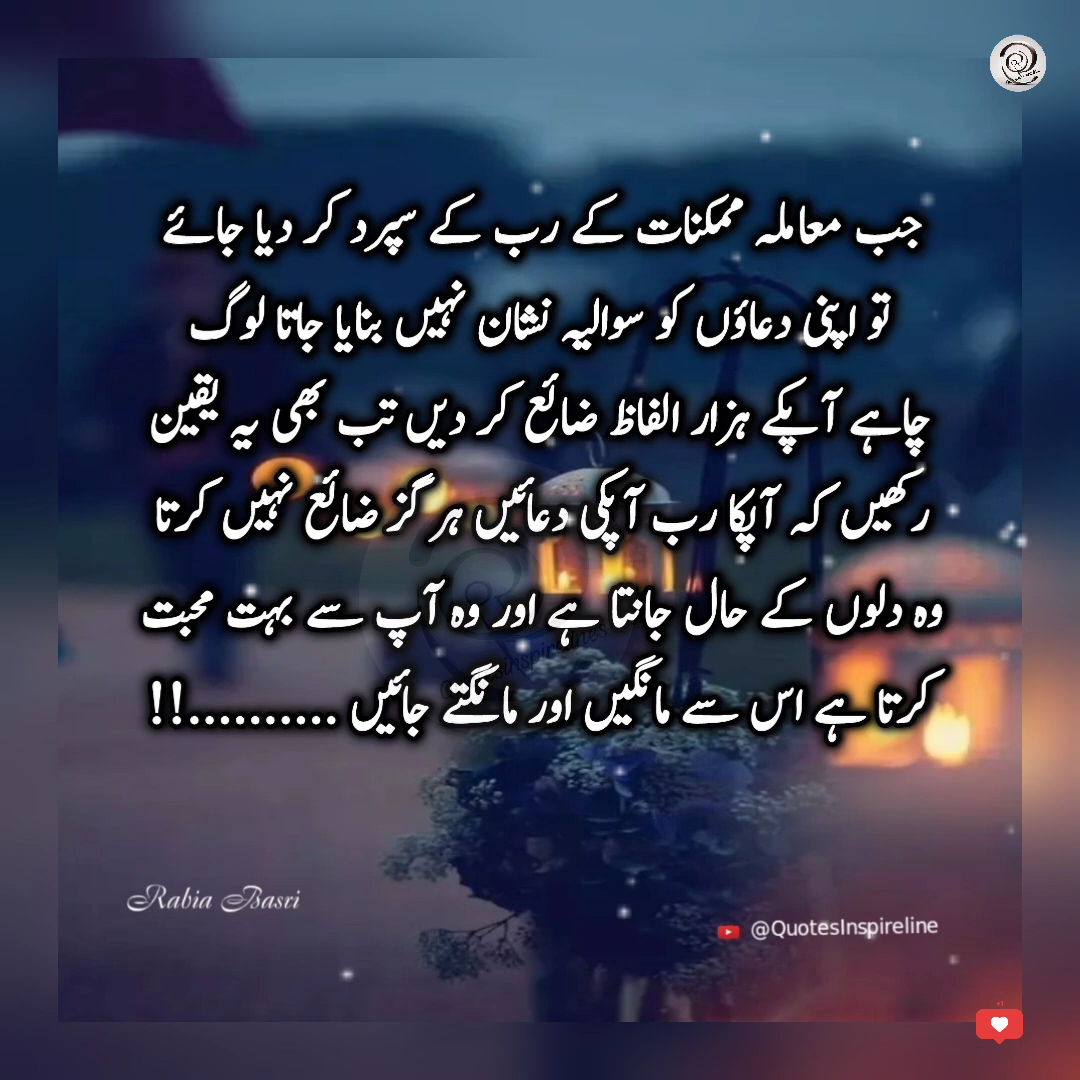 جب معاملہ ممکنات کے رب کے سپرد کر دیا جائے
تو اپنی دعاؤں کو سوالیہ نشان نہیں بنایا جاتا لوگ
چاہے آپکے ہزار الفاظ ضائع کر دیں تب بھی یہ یقین
رکھیں کہ آپکا رب آپکی دعائیں ہر گز ضائع نہیں کرتا
وہ دلوں کے حال جانتا ہے اور وہ آپ سے بہت محبت
کرتا ہے اس سے مانگیں اور مانگتے جائیں ..........!!
Rabia Basri
@QuotesInspireline
+1